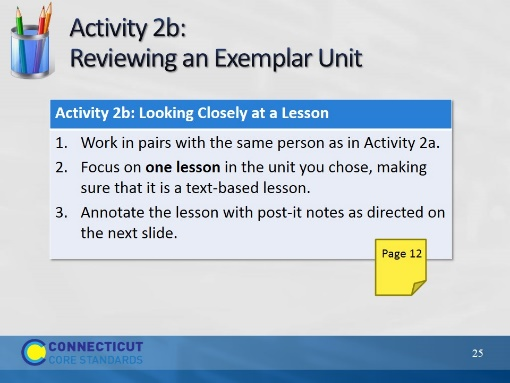 Activity 2b:
Reviewing an Exemplar Unit
Activity 2b: Looking Closely at a Lesson
1. Work in pairs with the same person as in Activity 2a.
2. Focus on one lesson in the unit you chose, making
sure that it is a text-based lesson.
3. Annotate the lesson with post-it notes as directed on
the next slide.
Page 12
CONNECTICUT
CORE STANDARDS
25